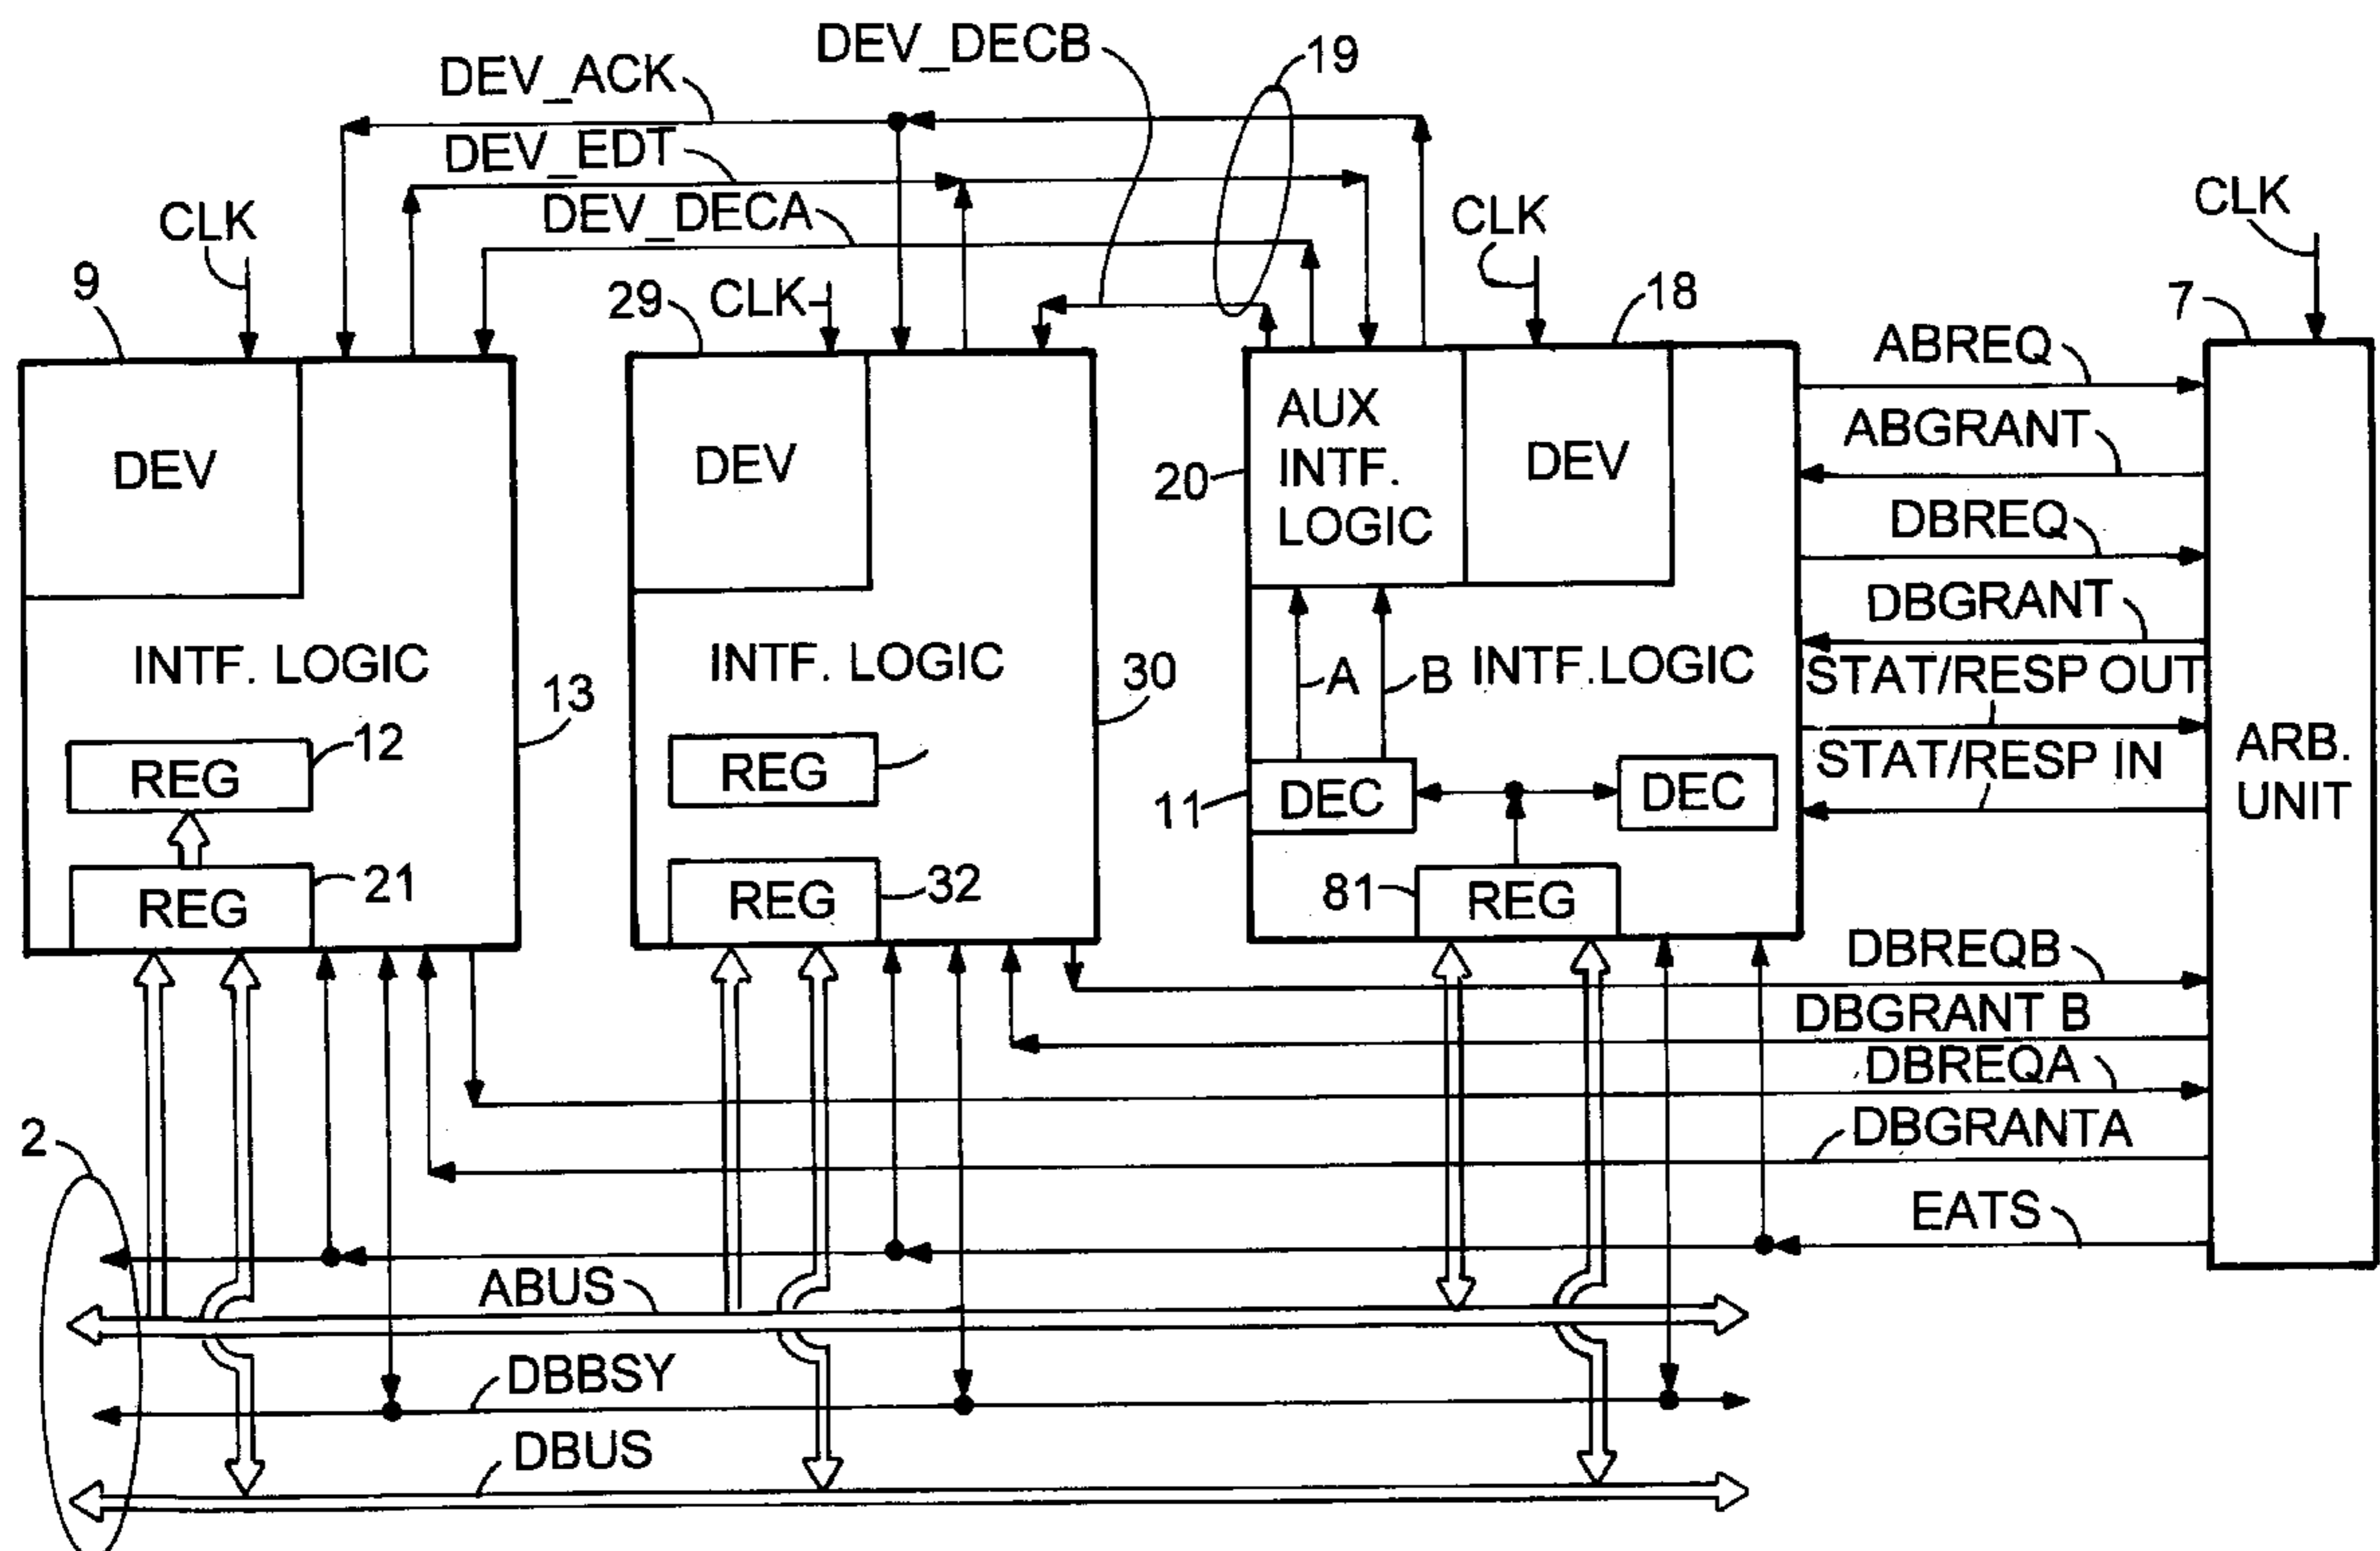 DEV_DECB
19
DEV_ACK
DEV_EDT
DEV_DECA
CLK
CLK
CLK
CLK
9
29
18
7
DEV
DEV
AUX
INTF.
LOGIC
DEV
20
ABREQ
ABGRANT
DBREQ
DBGRANT
STAT/RESP OUT
STAT/RESP IN
ARB.
UNIT
INTF. LOGIC
INTF. LOGIC
A
B
INTF.LOGIC
13
30
REG
12
REG
11
DEC
DEC
REG
21
REG
32
81
REG
DBREQB
DBGRANT B
DBREQA
DBGRANTA
EATS
2
ABUS
DBBSY
DBUS